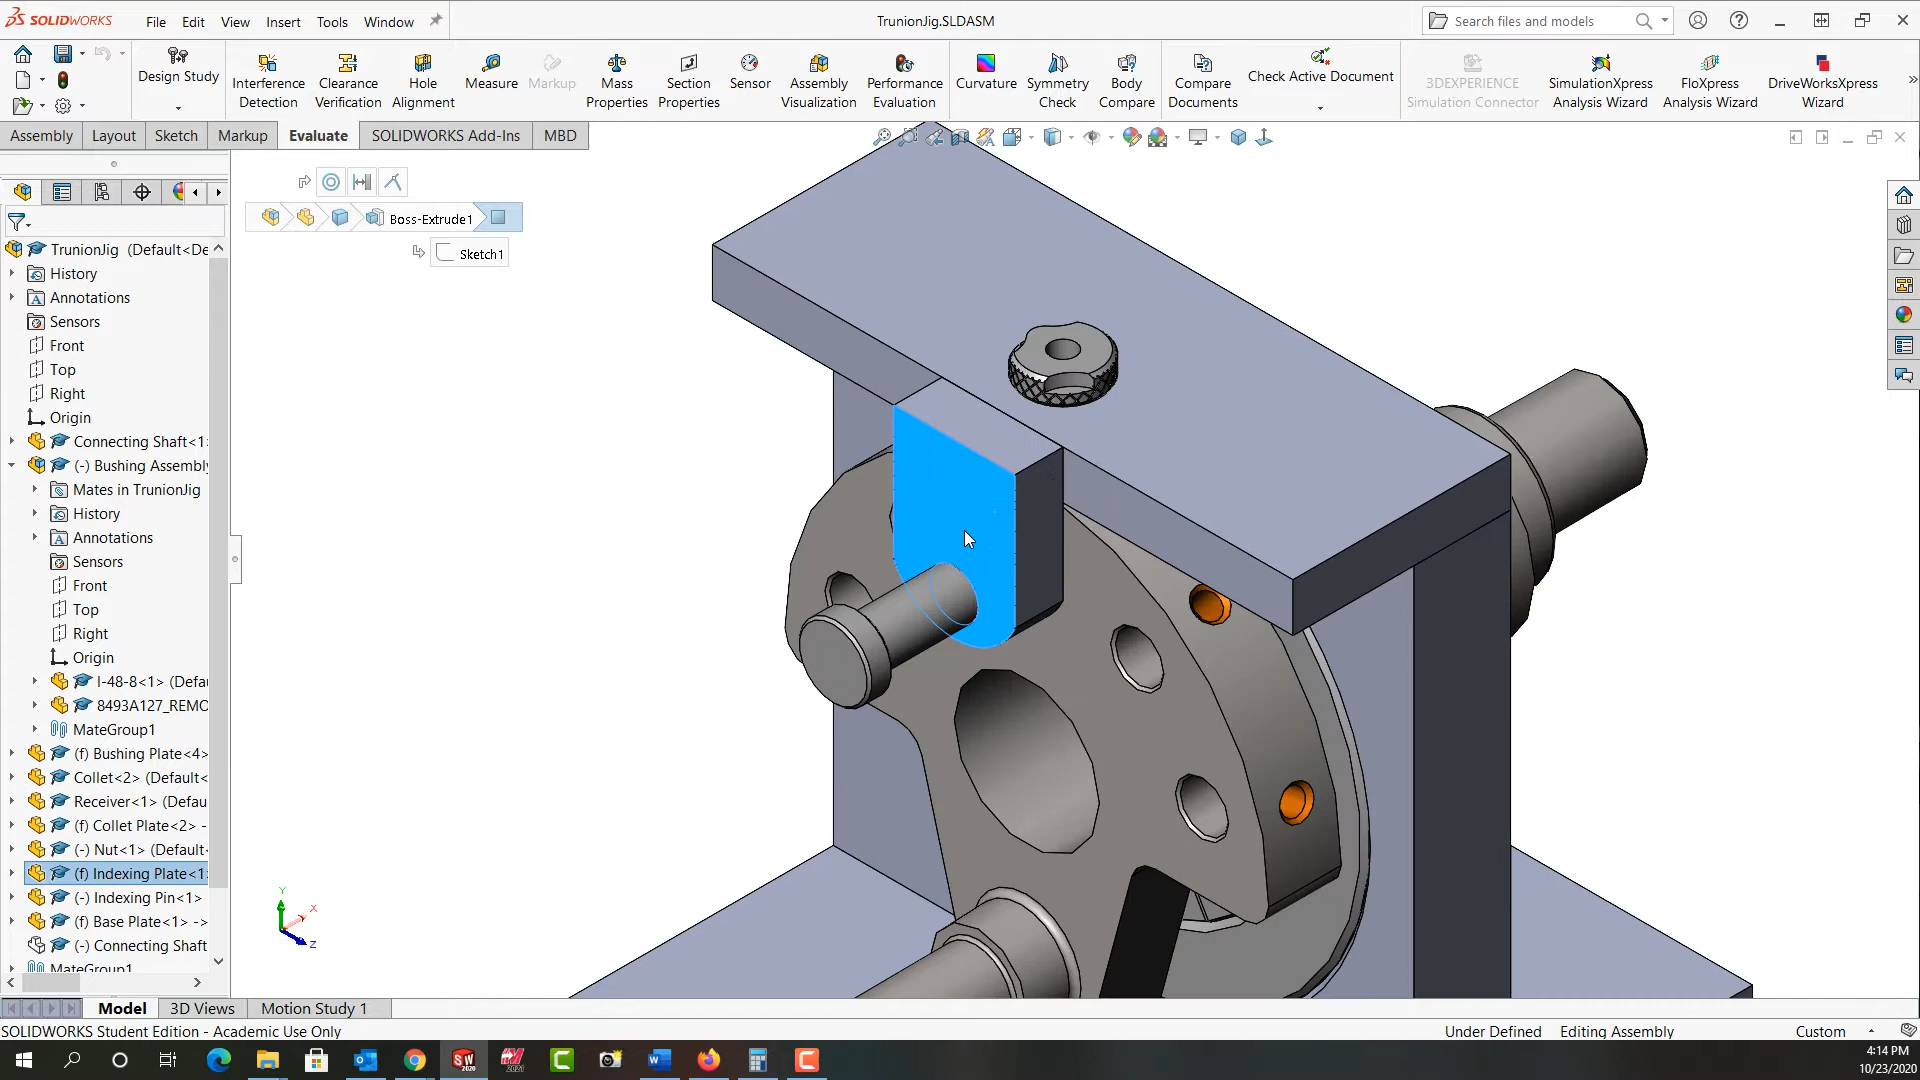 SOLIDWORKS File Edit View Insert Tools Window TrunionJig.SLDASM Search files and models
Design Study
Interference Detection
Clearance Verification
Hole Alignment
Measure
Markup
Mass Properties
Section Properties
Sensor
Assembly Visualization
Performance Evaluation
Curvature
Symmetry Check
Body Compare
Compare Documents
Check Active Document
3DEXPERIENCE Simulation Connector
SimulationXpress Analysis Wizard
FloXpress Analysis Wizard
DriveWorksXpress Wizard
Assembly Layout Sketch Markup Evaluate SOLIDWORKS Add-Ins MBD
Boss-Extrude1
Sketch1
TrunionJig (Default<De
History
Annotations
Sensors
Front
Top
Right
Origin
Connecting Shaft<1>
(-) Bushing Assembly
Mates in TrunionJig
History
Annotations
Sensors
Front
Top
Right
Origin
I-48-8<1> (Defau
8493A127_REMO
MateGroup1
(f) Bushing Plate<4>
Collet<2> (Default<
Receiver<1> (Defau
(f) Collet Plate<2> -
(-) Nut<1> (Default<
(f) Indexing Plate<1>
(-) Indexing Pin<1>
(f) Base Plate<1> ->
(-) Connecting Shaft
MateGroup1
Y
X
Z
Model 3D Views Motion Study 1
SOLIDWORKS Student Edition - Academic Use Only Under Defined Editing Assembly Custom
SW 2020
2021
4:14 PM
10/23/2020